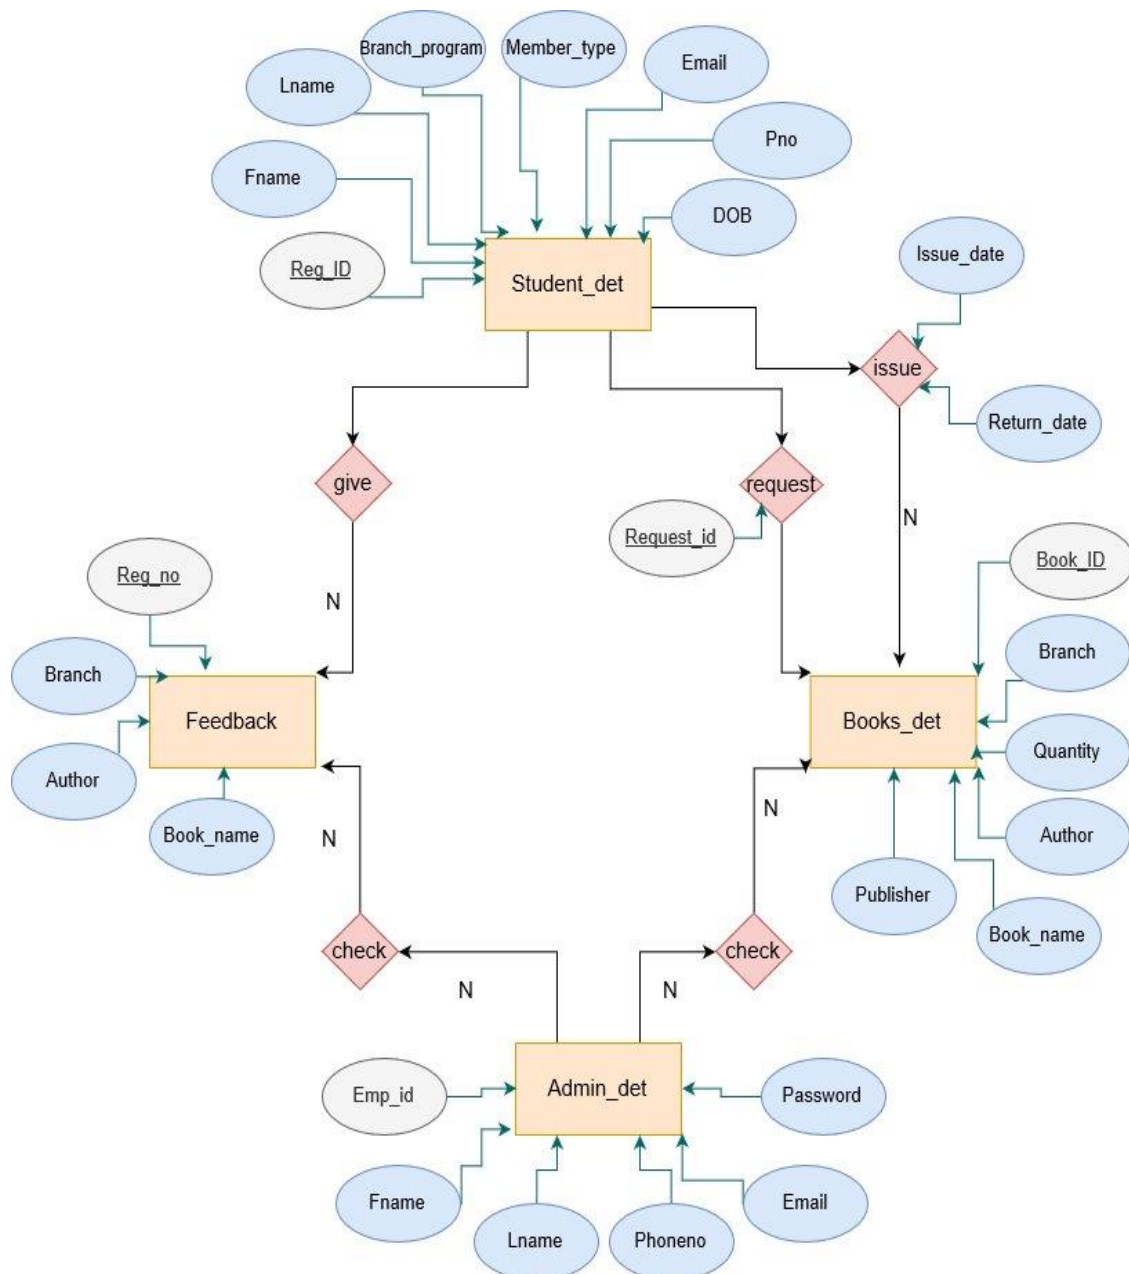 Branch_program
Member_type
Email
Lname
Pno
Fname
DOB
Reg_ID
Student_det
Issue_date
issue
Return_date
give
request
Request_id
N
Book_ID
Reg_no
N
Branch
Branch
Feedback
Books_det
Quantity
Author
N
N
Book_name
Author
Publisher
Book_name
check
check
N
N
Emp_id
Admin_det
Password
Fname
Lname
Phoneno
Email